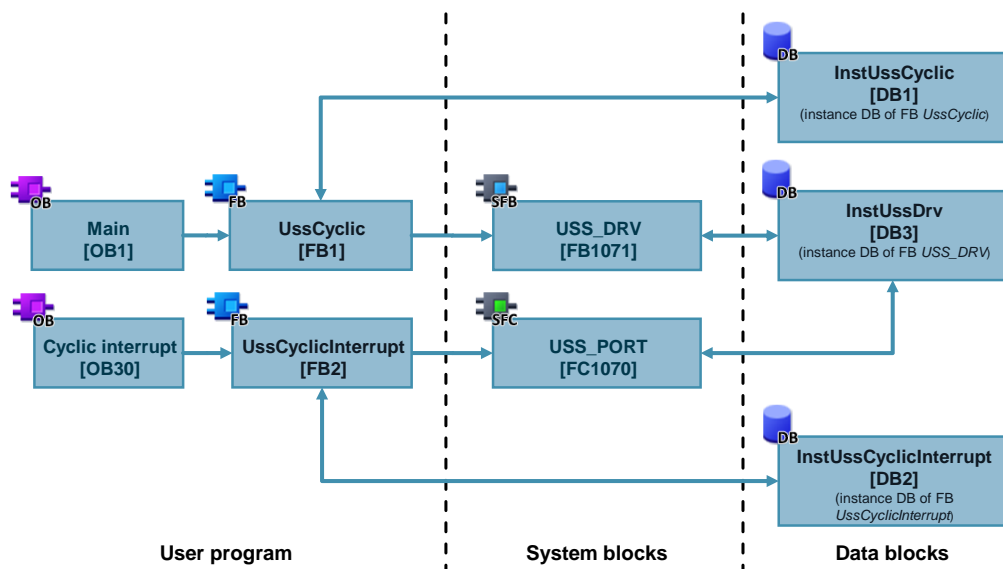 DB
InstUssCyclic
[DB1]
(instance DB of FB UssCyclic)
OB
Main
[OB1]
FB
UssCyclic
[FB1]
SFB
USS_DRV
[FB1071]
DB
InstUssDrv
[DB3]
(instance DB of FB USS_DRV)
OB
Cyclic interrupt
[OB30]
FB
UssCyclicInterrupt
[FB2]
SFC
USS_PORT
[FC1070]
DB
InstUssCyclicInterrupt
[DB2]
(instance DB of FB
UssCyclicInterrupt)
User program
System blocks
Data blocks